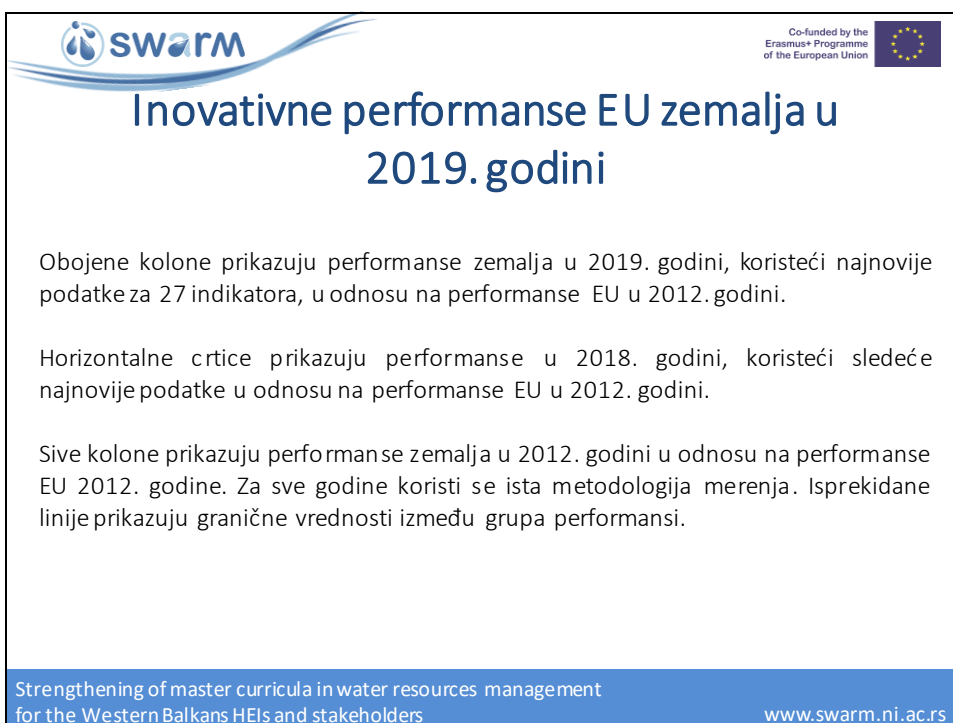 swarm
Co-funded by the
Erasmus+ Programme
of the European Union
Inovativne performanse EU zemalja u
2019. godini
Obojene kolone prikazuju performanse zemalja u 2019. godini, koristeći najnovije
podatke za 27 indikatora, u odnosu na performanse EU u 2012. godini.
Horizontalne crtice prikazuju performanse u 2018. godini, koristeći sledeće
najnovije podatke u odnosu na performanse EU u 2012. godini.
Sive kolone prikazuju performanse zemalja u 2012. godini u odnosu na performanse
EU 2012. godine. Za sve godine koristi se ista metodologija merenja. Isprekidane
linije prikazuju granične vrednosti između grupa performansi.
Strengthening of master curricula in water resources management
for the Western Balkans HEIs and stakeholders
www.swarm.ni.ac.rs